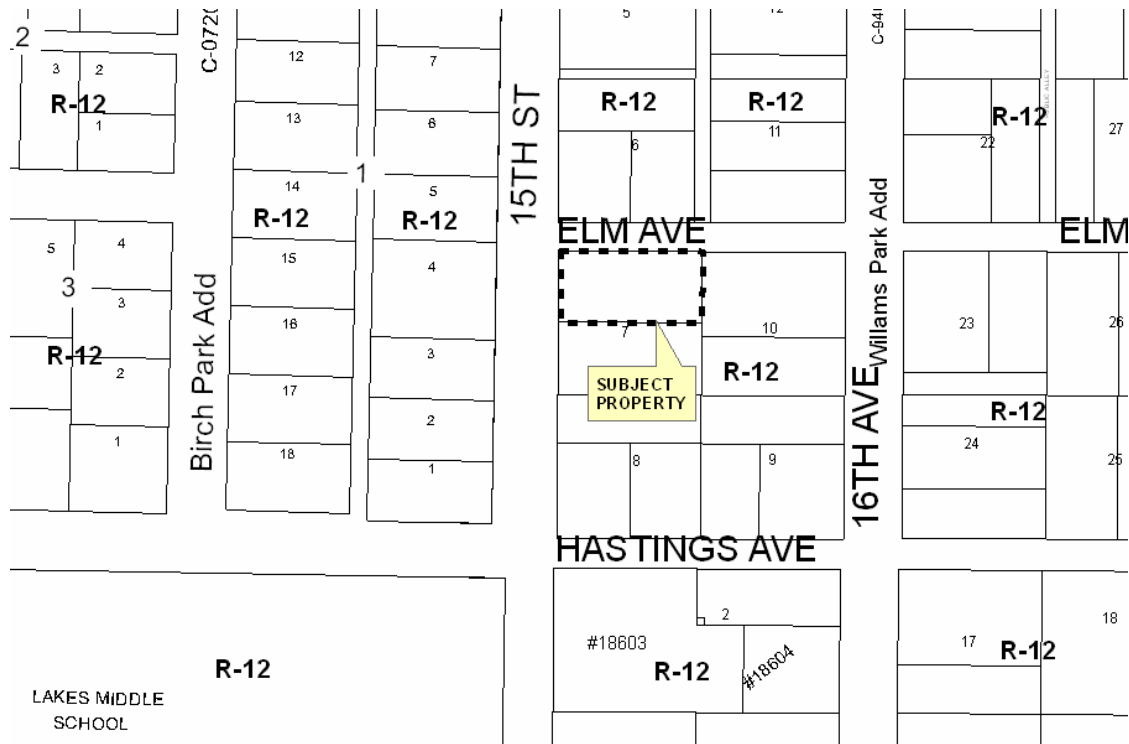 2
5
12
3
2
12
7
R-12
R-12
R-12
R-12
1
13
6
6
11
22
27
14
1
5
15TH ST
R-12
R-12
5
4
15
4
ELM AVE
ELM
3
3
16
3
7
10
23
26
R-12
2
17
2
SUBJECT
PROPERTY
R-12
16TH AVE
Willams Park Add
R-12
Birch Park Add
1
18
1
8
9
24
25
HASTINGS AVE
2
18
#18603
R-12
#18604
17
R-12
R-12
LAKES MIDDLE
SCHOOL